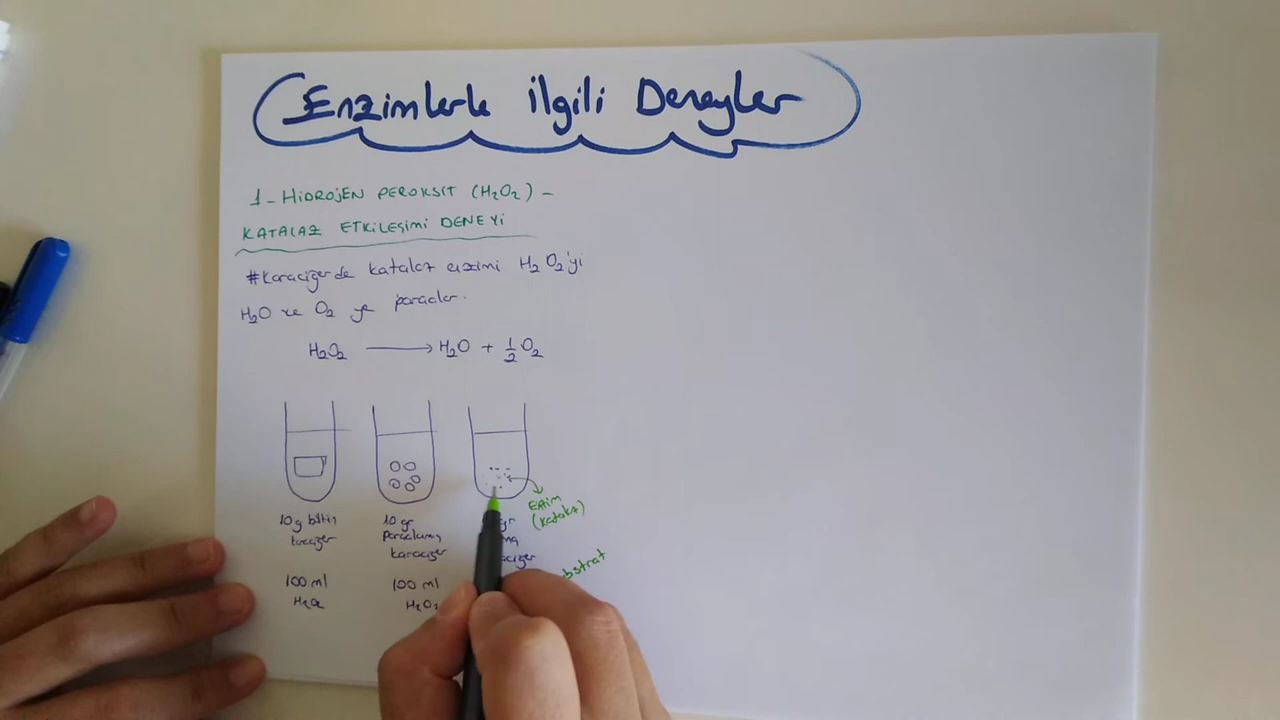 Enzimlerle ilgili Deneyler
1- HİDROJEN PEROKSİT (H₂O₂) -
KATALAZ ETKİLEŞİMİ DENEYİ
#Karaciğerde katalaz enzimi H₂O₂'yi
H₂O ve O₂ ye parçalar.
H₂O₂ → H₂O + 1/2 O₂
Enzim
(katalaz)
10 g bütün
karaciğer
10 gr
parçalanmış
karaciğer
gr
100 ml
H₂O₂
100 ml
H₂O₂